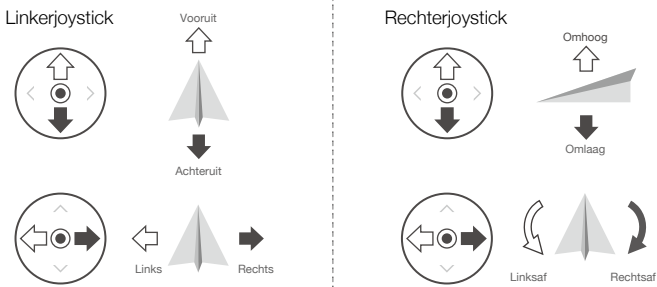 Linkerjoystick
Vooruit
Achteruit
Links
Rechts
Rechterjoystick
Omhoog
Omlaag
Linksaf
Rechtsaf